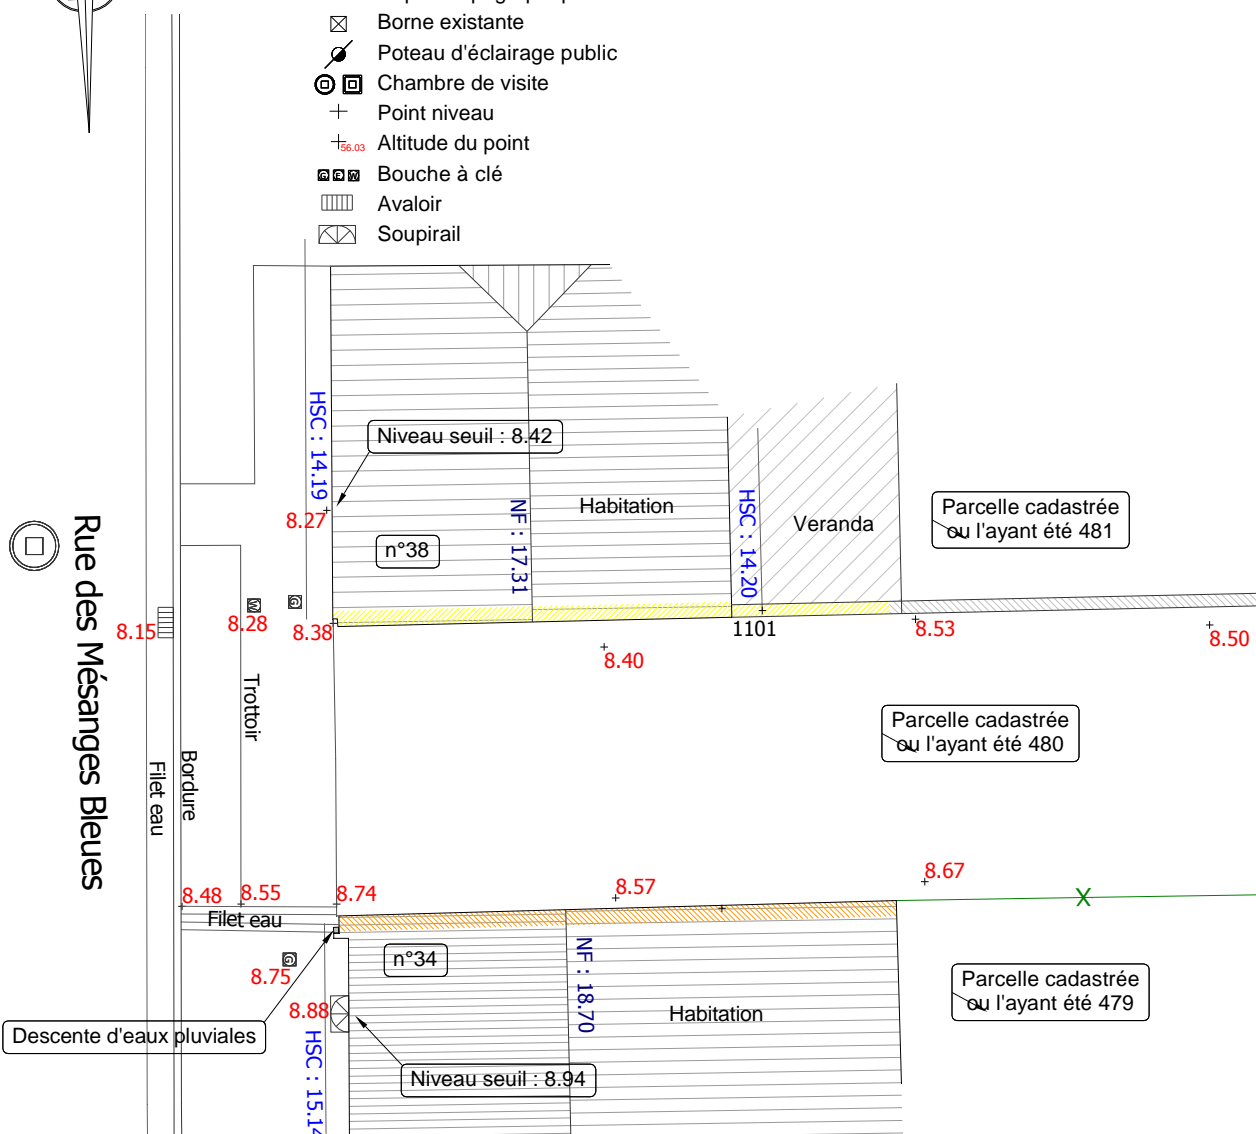 Borne existante
Poteau d'éclairage public
Chambre de visite
Point niveau
56.03 Altitude du point
G E W Bouche à clé
Avaloir
Soupirail
HSC : 14.19
Niveau seuil : 8.42
8.27
n°38
NF : 17.31
Habitation
HSC : 14.20
Veranda
Parcelle cadastrée
ou l'ayant été 481
Rue des Mésanges Bleues
W
G
8.15
8.28
8.38
8.40
1101
8.53
8.50
Trottoir
Bordure
Filet eau
Parcelle cadastrée
ou l'ayant été 480
8.48
8.55
8.74
8.57
8.67
X
Filet eau
G
8.75
n°34
NF : 18.70
Habitation
Parcelle cadastrée
ou l'ayant été 479
8.88
Descente d'eaux pluviales
HSC : 15.14
Niveau seuil : 8.94